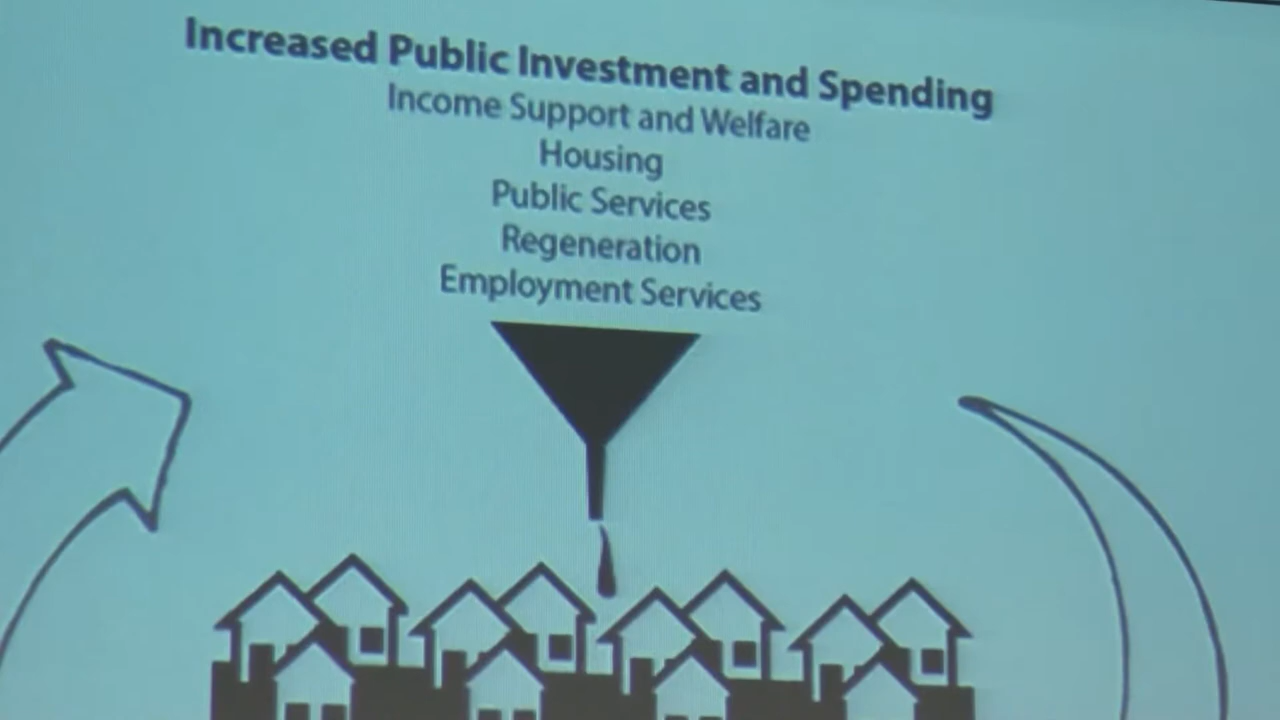 Increased Public Investment and Spending
Income Support and Welfare
Housing
Public Services
Regeneration
Employment Services